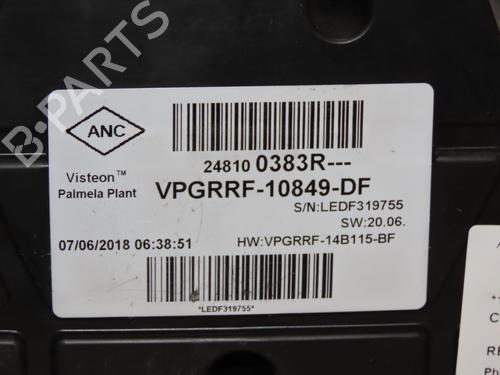 B-PARTS
ANC
Visteon™
Palmela Plant
24810 0383R---
VPGRRF-10849-DF
S/N:LEDF319755
SW:20.06.
07/06/2018 06:38:51
HW:VPGRRF-14B115-BF
*LEDF319755*